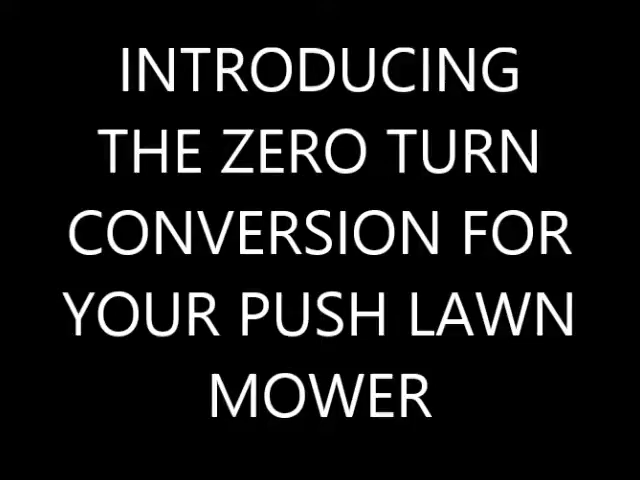 INTRODUCING
THE ZERO TURN
CONVERSION FOR
YOUR PUSH LAWN
MOWER